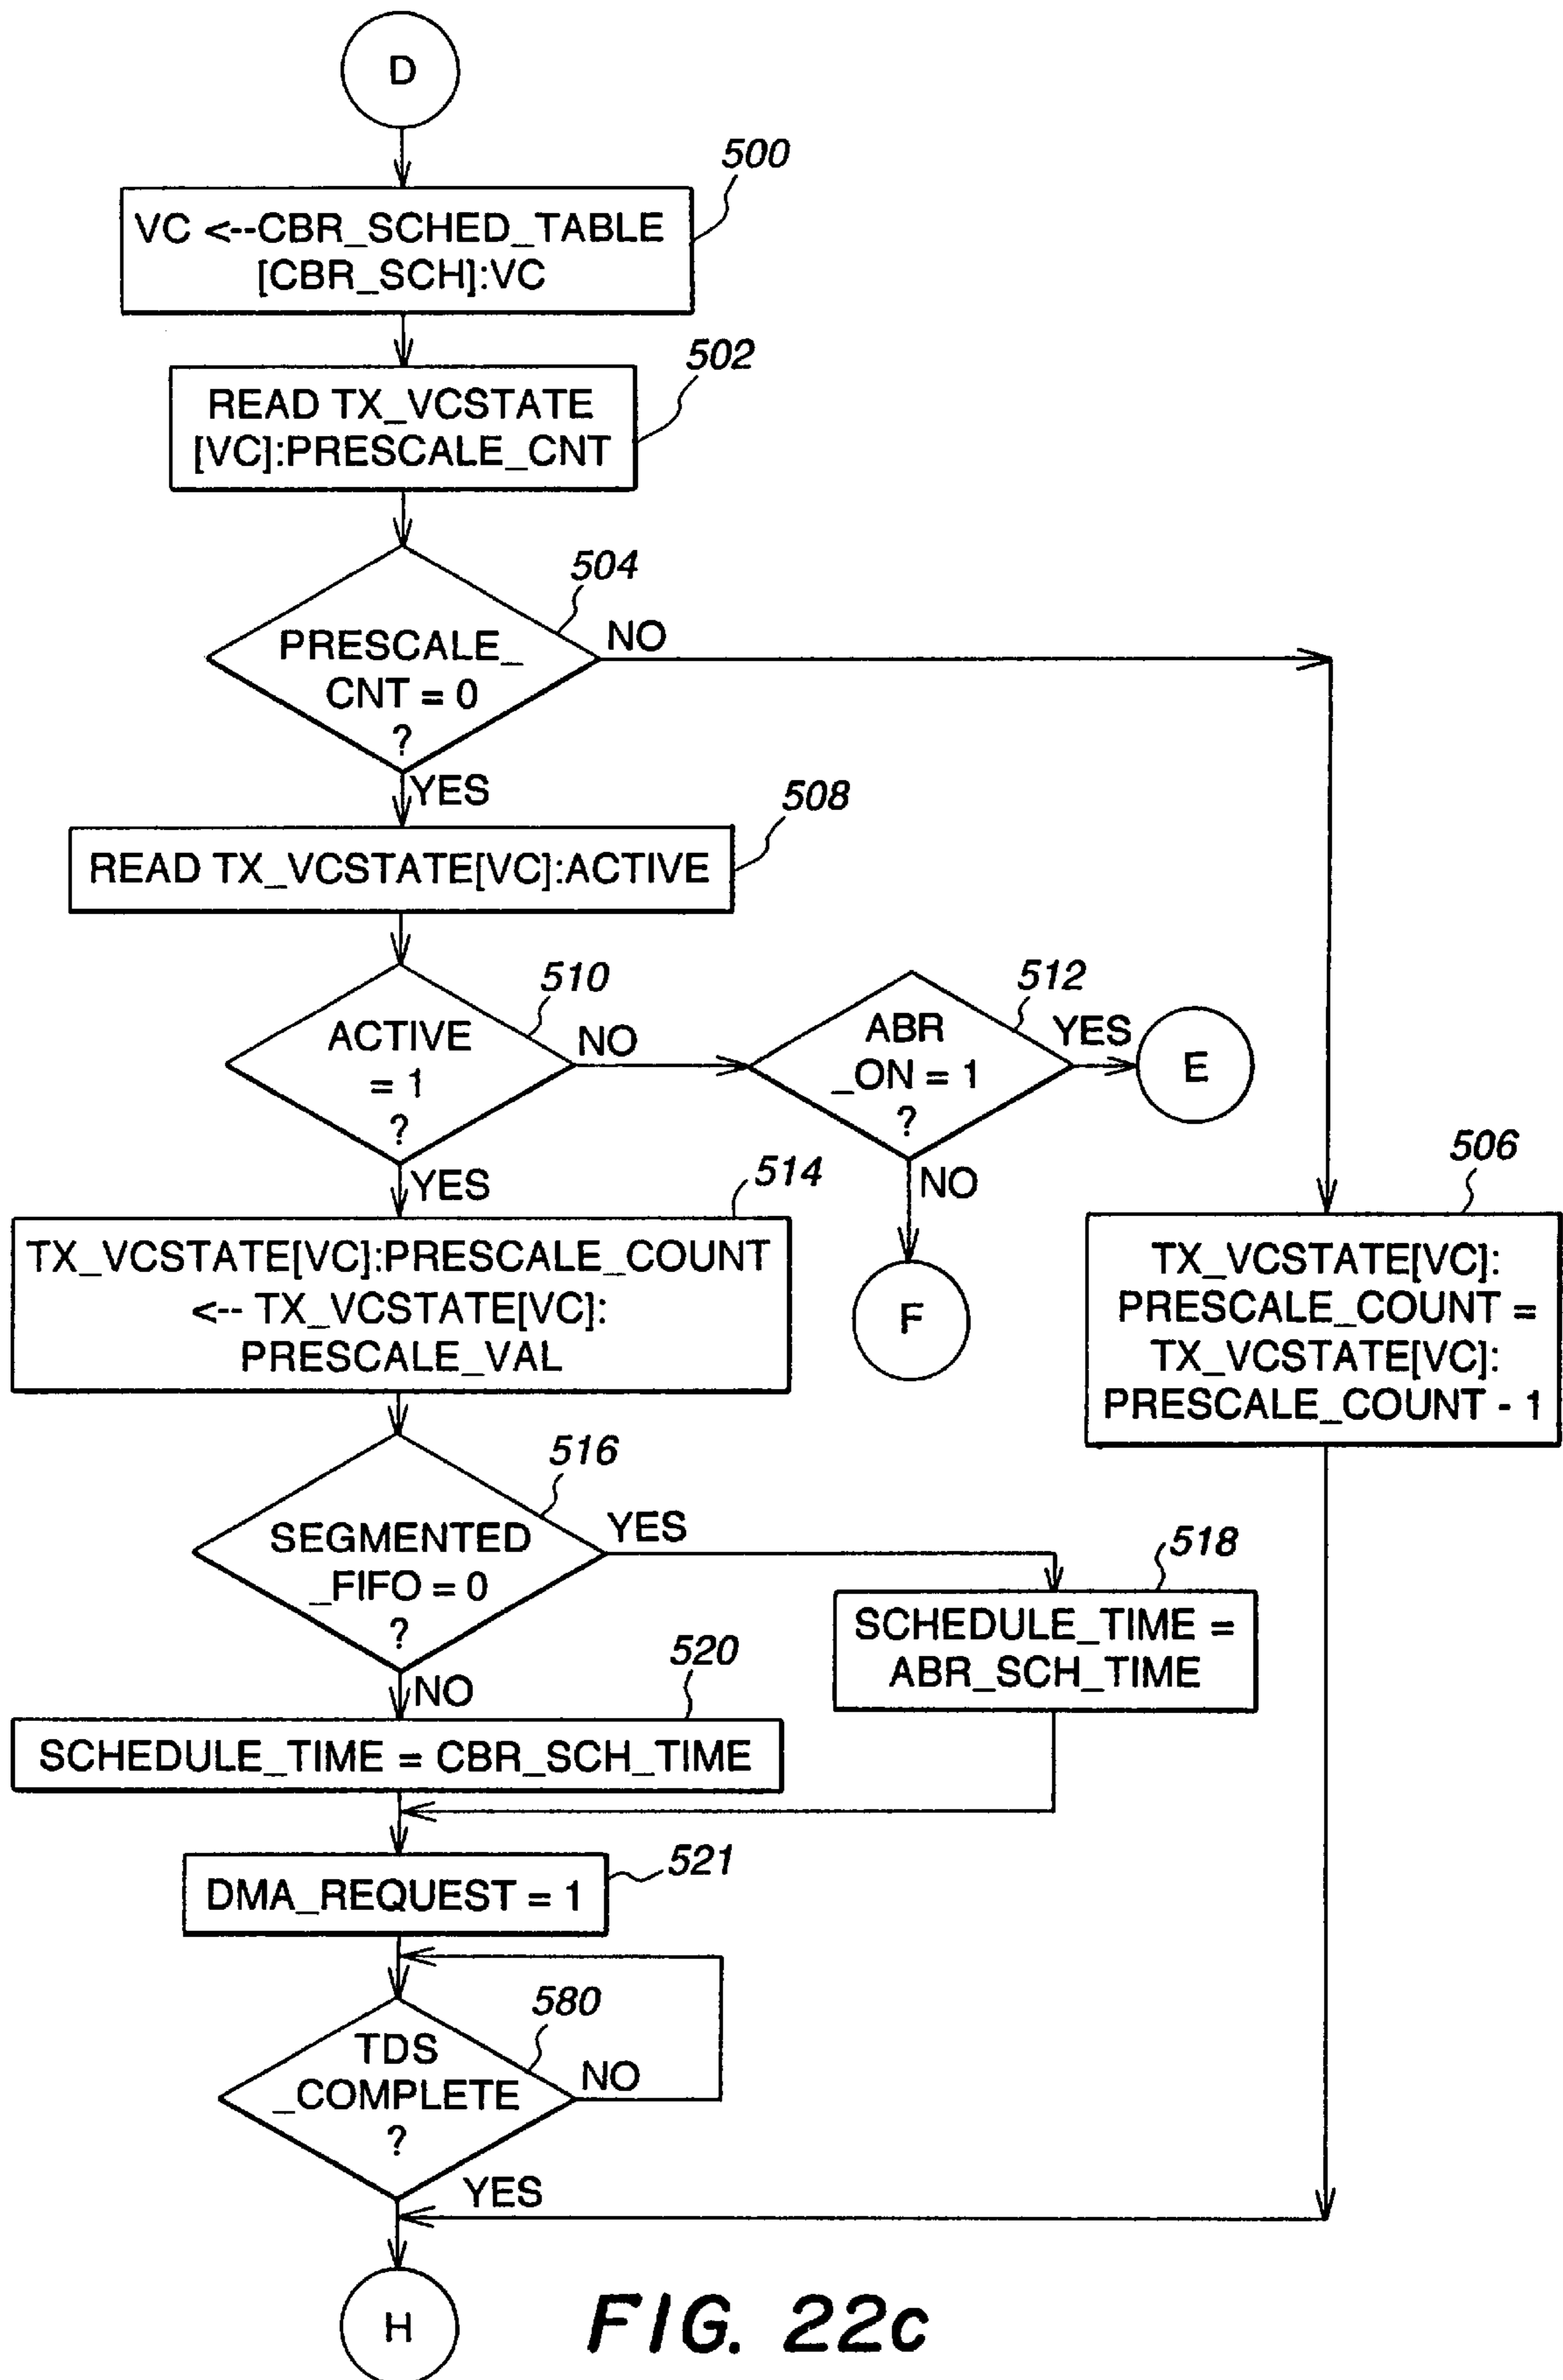 D
500
VC <--CBR_SCHED_TABLE
[CBR_SCH]:VC
502
READ TX_VCSTATE
[VC]:PRESCALE_CNT
504
PRESCALE_
CNT = 0
?
NO
YES
508
READ TX_VCSTATE[VC]:ACTIVE
510
ACTIVE
= 1
?
NO
512
ABR
_ON = 1
?
YES
E
NO
F
YES
514
TX_VCSTATE[VC]:PRESCALE_COUNT
<-- TX_VCSTATE[VC]:
PRESCALE_VAL
506
TX_VCSTATE[VC]:
PRESCALE_COUNT =
TX_VCSTATE[VC]:
PRESCALE_COUNT - 1
516
SEGMENTED
_FIFO = 0
?
YES
518
SCHEDULE_TIME =
ABR_SCH_TIME
NO
520
SCHEDULE_TIME = CBR_SCH_TIME
521
DMA_REQUEST = 1
580
TDS
_COMPLETE
?
NO
YES
H
FIG. 22c